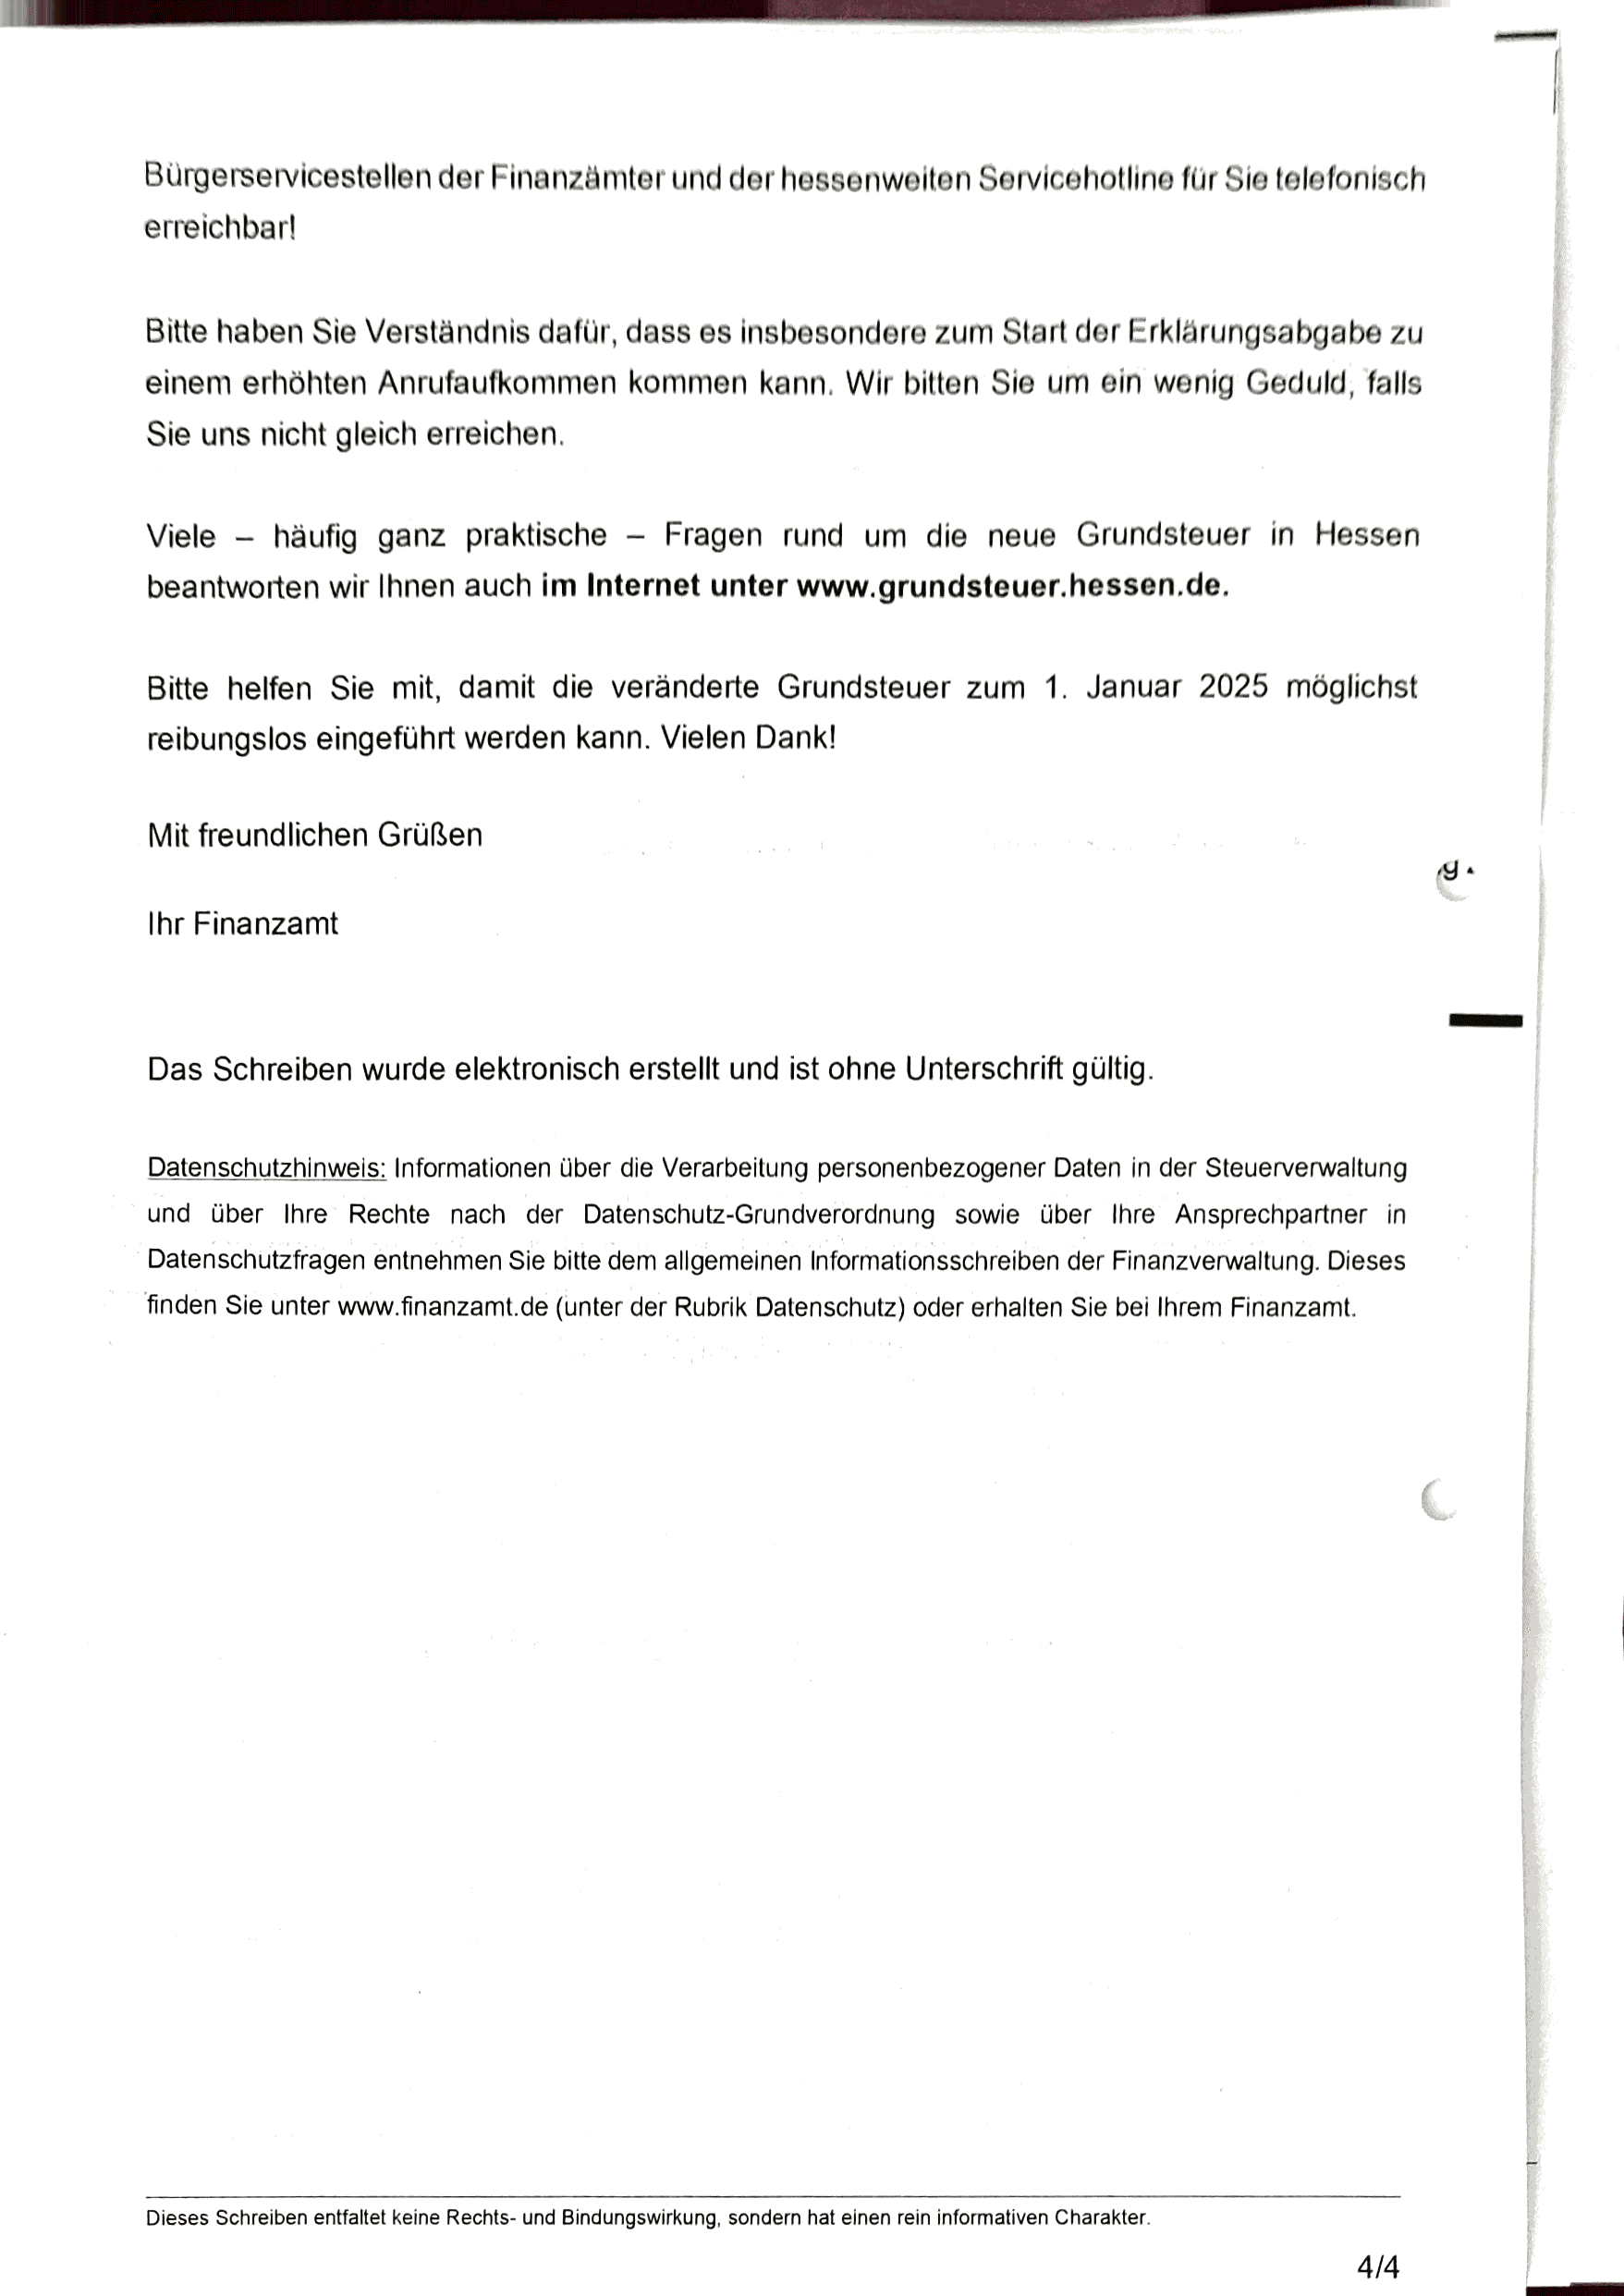 Bürgerservicestellen der Finanzämter und der hessenweiten Servicehotline für Sie telefonisch
erreichbar!
Bitte haben Sie Verständnis dafür, dass es insbesondere zum Start der Erklärungsabgabe zu
einem erhöhten Anrufaufkommen kommen kann. Wir bitten Sie um ein wenig Geduld, falls
Sie uns nicht gleich erreichen.
Viele – häufig ganz praktische – Fragen rund um die neue Grundsteuer in Hessen
beantworten wir Ihnen auch im Internet unter www.grundsteuer.hessen.de.
Bitte helfen Sie mit, damit die veränderte Grundsteuer zum 1. Januar 2025 möglichst
reibungslos eingeführt werden kann. Vielen Dank!
Mit freundlichen Grüßen
Ihr Finanzamt
Das Schreiben wurde elektronisch erstellt und ist ohne Unterschrift gültig.
Datenschutzhinweis: Informationen über die Verarbeitung personenbezogener Daten in der Steuerverwaltung
und über Ihre Rechte nach der Datenschutz-Grundverordnung sowie über Ihre Ansprechpartner in
Datenschutzfragen entnehmen Sie bitte dem allgemeinen Informationsschreiben der Finanzverwaltung. Dieses
finden Sie unter www.finanzamt.de (unter der Rubrik Datenschutz) oder erhalten Sie bei Ihrem Finanzamt.
Dieses Schreiben entfaltet keine Rechts- und Bindungswirkung, sondern hat einen rein informativen Charakter.
4/4